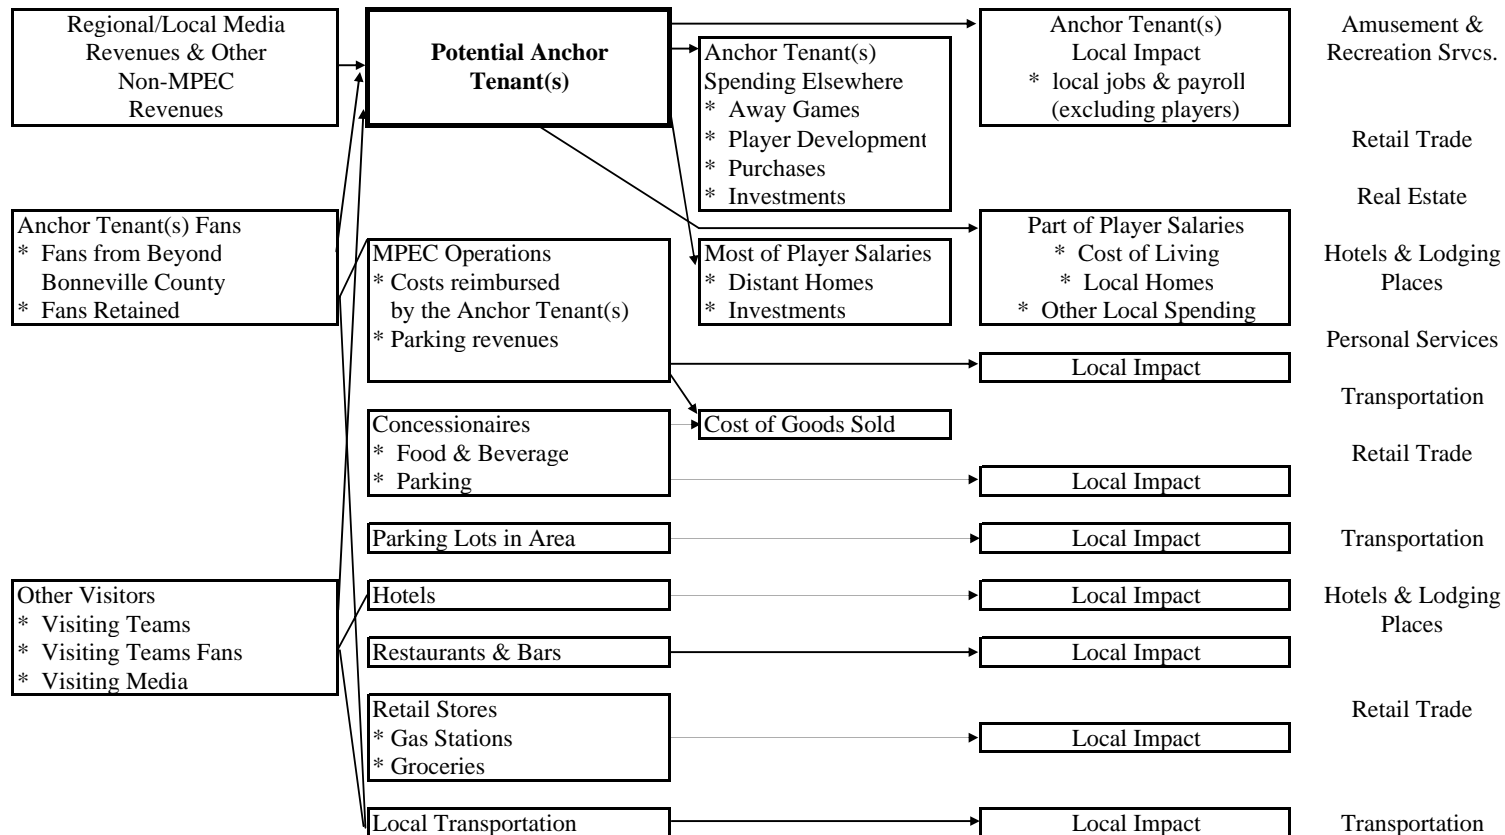 Regional/Local Media
Revenues & Other
Non-MPEC
Revenues
Potential Anchor
Tenant(s)
Anchor Tenant(s)
Spending Elsewhere
* Away Games
* Player Development
* Purchases
* Investments
Anchor Tenant(s)
Local Impact
* local jobs & payroll
(excluding players)
Amusement &
Recreation Srvcs.
Retail Trade
Real Estate
Anchor Tenant(s) Fans
* Fans from Beyond
Bonneville County
* Fans Retained
MPEC Operations
* Costs reimbursed
by the Anchor Tenant(s)
* Parking revenues
Most of Player Salaries
* Distant Homes
* Investments
Part of Player Salaries
* Cost of Living
* Local Homes
* Other Local Spending
Hotels & Lodging
Places
Personal Services
Local Impact
Transportation
Concessionaires
* Food & Beverage
* Parking
Cost of Goods Sold
Retail Trade
Local Impact
Parking Lots in Area
Local Impact
Transportation
Other Visitors
* Visiting Teams
* Visiting Teams Fans
* Visiting Media
Hotels
Local Impact
Hotels & Lodging
Places
Restaurants & Bars
Local Impact
Retail Stores
* Gas Stations
* Groceries
Local Impact
Retail Trade
Local Transportation
Local Impact
Transportation